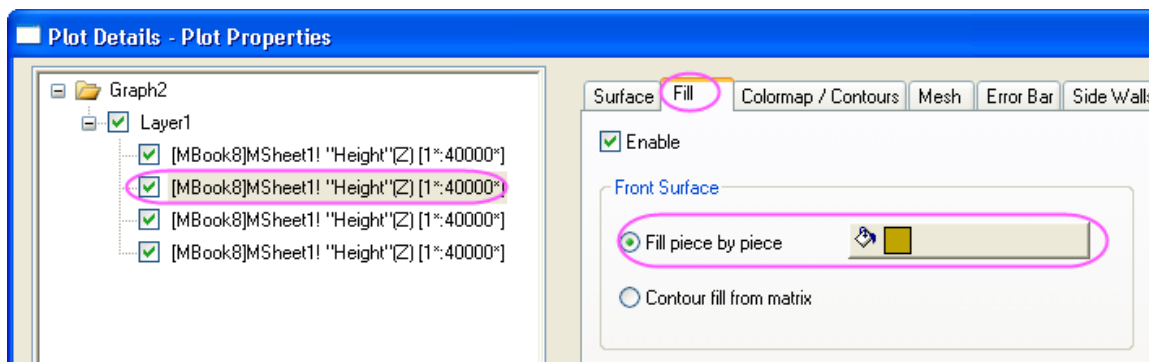 Plot Details - Plot Properties
Graph2
Layer1
[MBook8]MSheet1! "Height"(Z) [1*:40000*]
[MBook8]MSheet1! "Height"(Z) [1*:40000*]
[MBook8]MSheet1! "Height"(Z) [1*:40000*]
[MBook8]MSheet1! "Height"(Z) [1*:40000*]
Surface Fill Colormap / Contours Mesh Error Bar Side Walls
Enable
Front Surface
Fill piece by piece
Contour fill from matrix